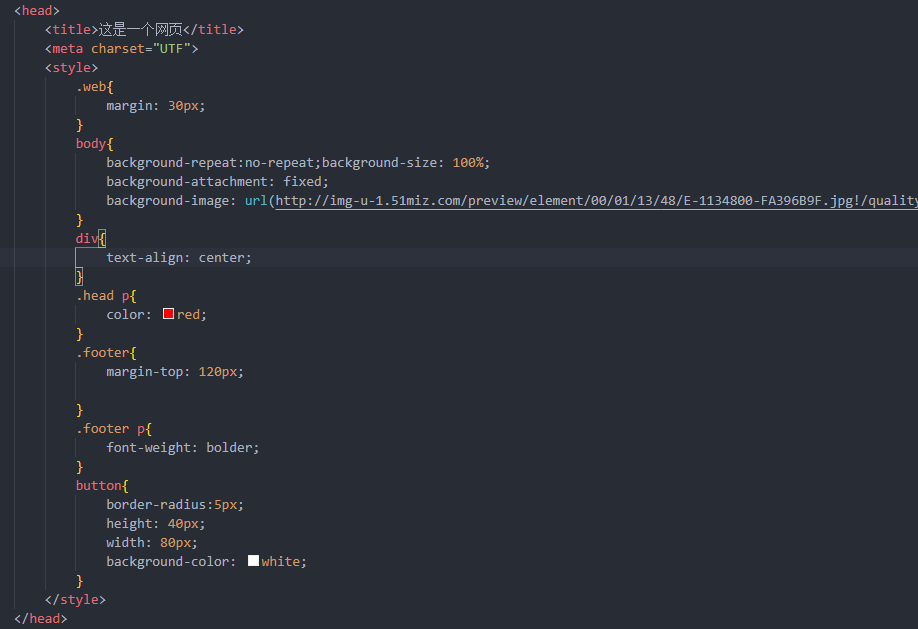 <head>
<title>这是一个网页</title>
<meta charset="UTF">
<style>
.web{
margin: 30px;
}
body{
background-repeat:no-repeat;background-size: 100%;
background-attachment: fixed;
background-image: url(http://img-u-1.51miz.com/preview/element/00/01/13/48/E-1134800-FA396B9F.jpg!/quality
}
div{
text-align: center;
}
.head p{
color: red;
}
.footer{
margin-top: 120px;
}
.footer p{
font-weight: bolder;
}
button{
border-radius:5px;
height: 40px;
width: 80px;
background-color: white;
}
</style>
</head>